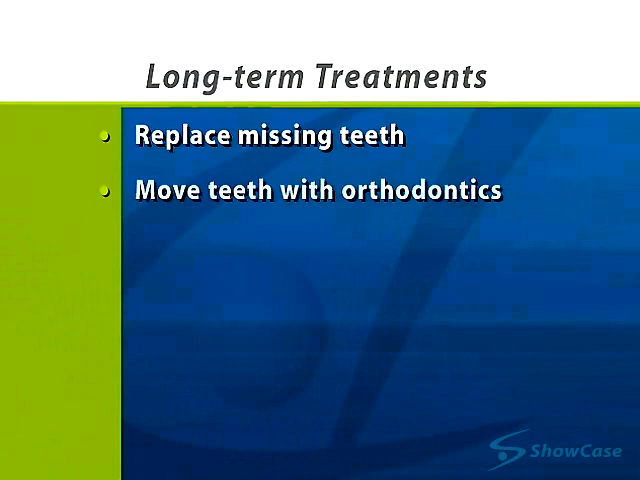 Long-term Treatments
• Replace missing teeth
• Move teeth with orthodontics
ShowCase